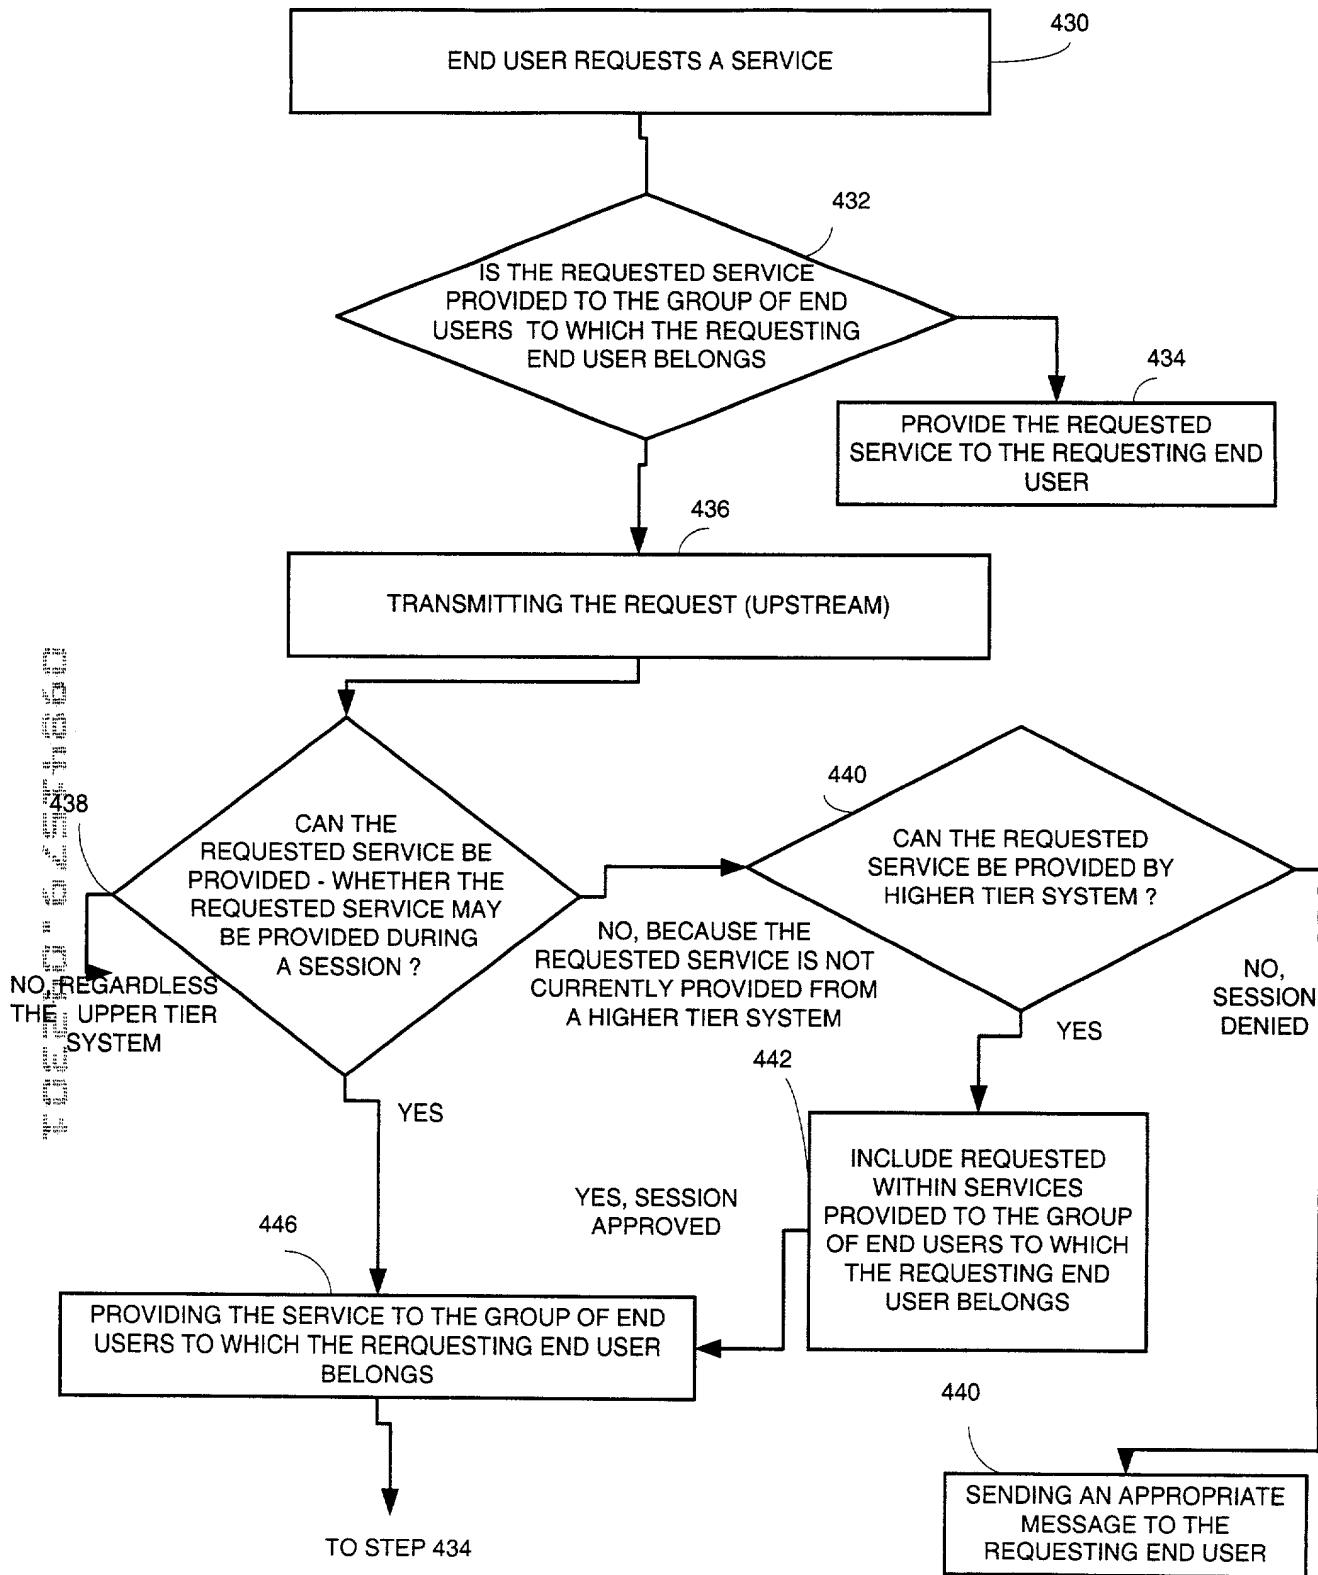 430
END USER REQUESTS A SERVICE
432
IS THE REQUESTED SERVICE
PROVIDED TO THE GROUP OF END
USERS TO WHICH THE REQUESTING
END USER BELONGS
434
PROVIDE THE REQUESTED
SERVICE TO THE REQUESTING END
USER
436
TRANSMITTING THE REQUEST (UPSTREAM)
438
CAN THE
REQUESTED SERVICE BE
PROVIDED - WHETHER THE
REQUESTED SERVICE MAY
BE PROVIDED DURING
A SESSION ?
440
CAN THE REQUESTED
SERVICE BE PROVIDED BY
HIGHER TIER SYSTEM ?
NO, REGARDLESS
THE UPPER TIER
SYSTEM
NO, BECAUSE THE
REQUESTED SERVICE IS NOT
CURRENTLY PROVIDED FROM
A HIGHER TIER SYSTEM
NO,
SESSION
DENIED
YES
442
YES
INCLUDE REQUESTED
WITHIN SERVICES
PROVIDED TO THE GROUP
OF END USERS TO WHICH
THE REQUESTING END
USER BELONGS
YES, SESSION
APPROVED
446
PROVIDING THE SERVICE TO THE GROUP OF END
USERS TO WHICH THE RERQUESTING END USER
BELONGS
440
SENDING AN APPROPRIATE
MESSAGE TO THE
REQUESTING END USER
TO STEP 434